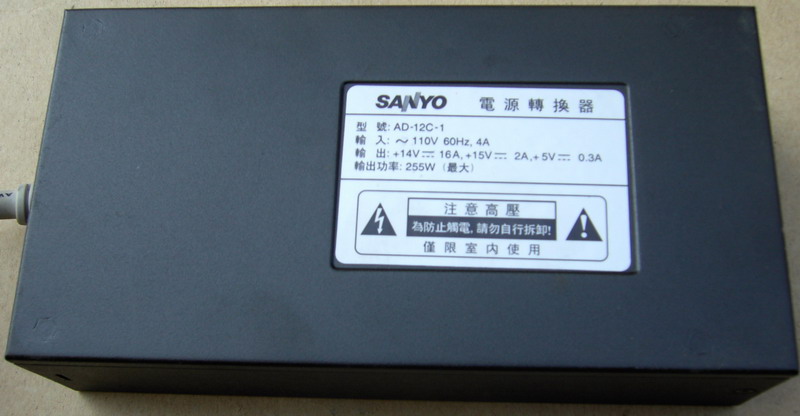 SANYO 電源轉換器
型號: AD-12C-1
輸入: ～110V 60Hz, 4A
輸出: +14V⎓16A,+15V⎓ 2A,+5V⎓ 0.3A
輸出功率: 255W (最大)
注意高壓
為防止觸電,請勿自行拆卸!
僅限室內使用